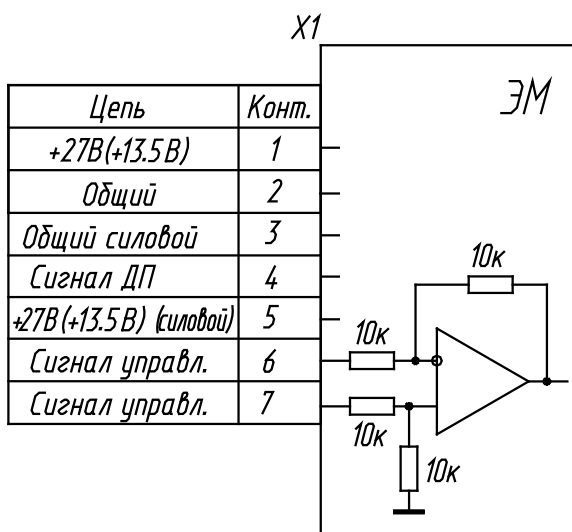 X1
ЭМ
Цепь Конт.
+27В(+13.5В) 1
Общий 2
Общий силовой 3
Сигнал ДП 4
+27В(+13.5В) (силовой) 5
Сигнал управл. 6
Сигнал управл. 7
10к
10к
10к
10к